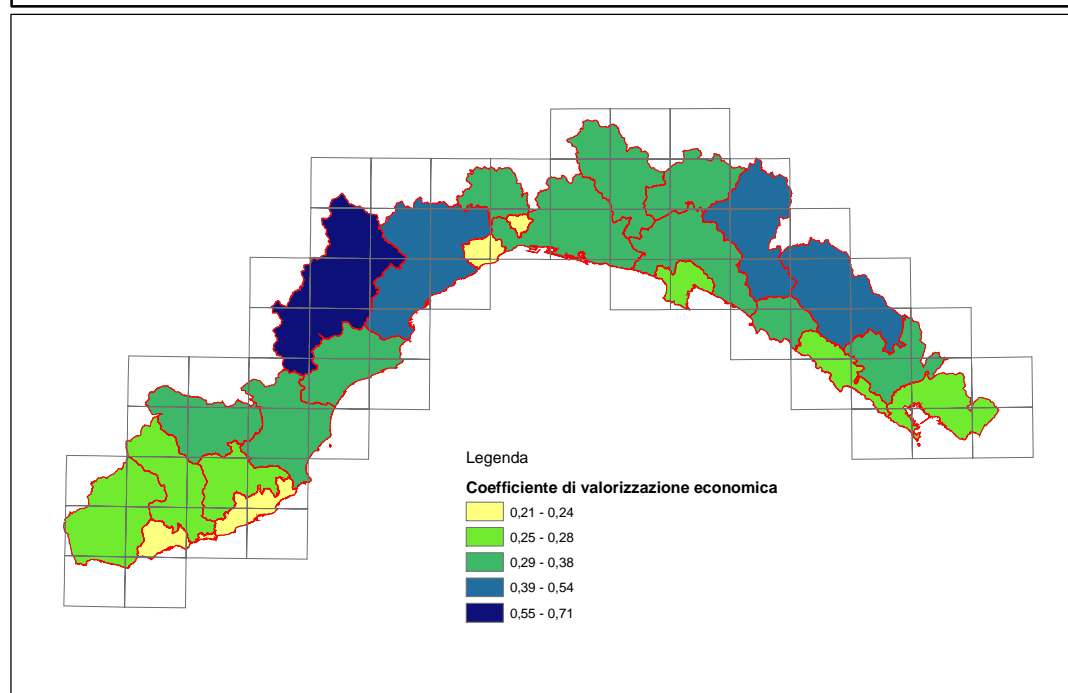 Legenda
Coefficiente di valorizzazione economica
0,21 - 0,24
0,25 - 0,28
0,29 - 0,38
0,39 - 0,54
0,55 - 0,71